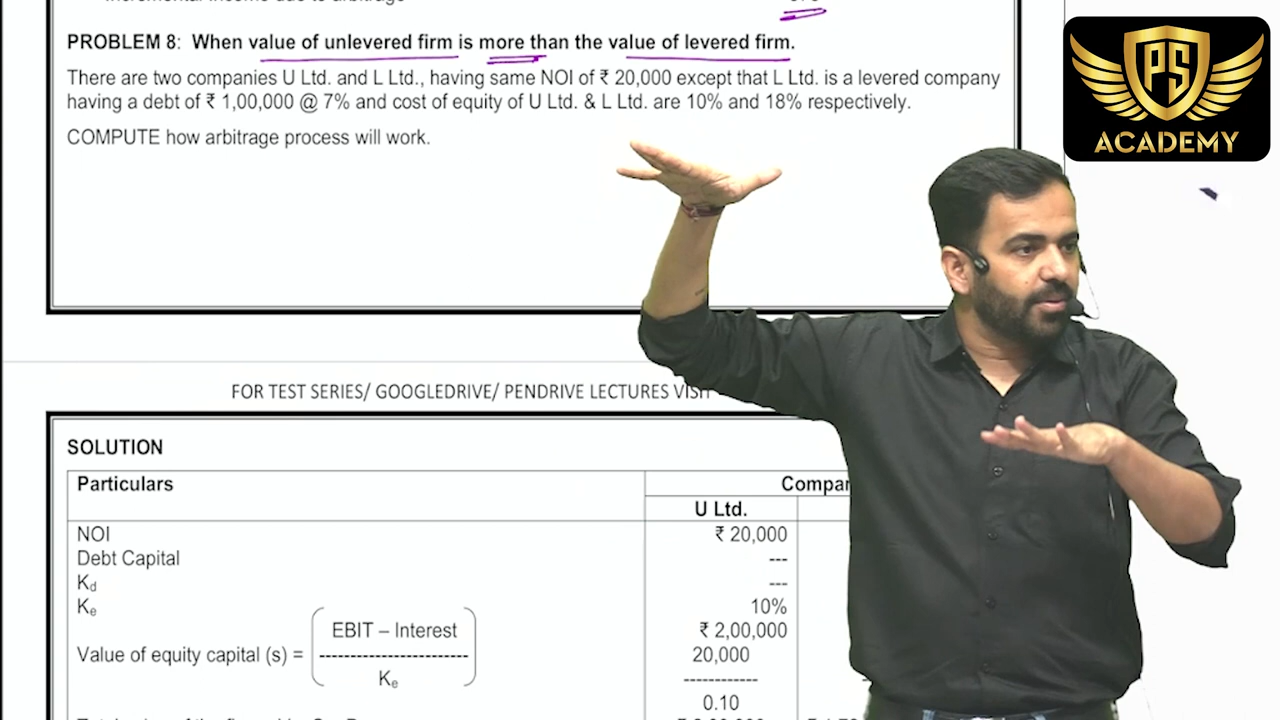 PROBLEM 8: When value of unlevered firm is more than the value of levered firm.
There are two companies U Ltd. and L Ltd., having same NOI of ₹ 20,000 except that L Ltd. is a levered company
having a debt of ₹ 1,00,000 @ 7% and cost of equity of U Ltd. & L Ltd. are 10% and 18% respectively.
COMPUTE how arbitrage process will work.
PS
ACADEMY
FOR TEST SERIES/ GOOGLEDRIVE/ PENDRIVE LECTURES VISIT
SOLUTION
Particulars
U Ltd.
NOI ₹ 20,000
Debt Capital ---
Kd ---
Ke 10%
EBIT – Interest ₹ 2,00,000
Value of equity capital (s) = ------------------------ 20,000
Ke ------------
0.10